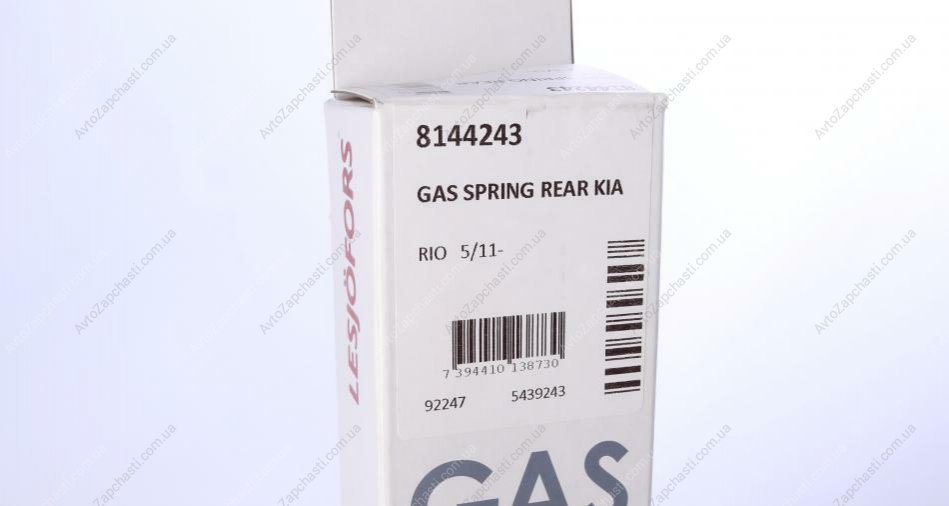 8144243
GAS SPRING REAR KIA
RIO 5/11-
7 394410 138730
92247 5439243
LESJÖFORS
GAS
AvtoZapchasti.com.ua